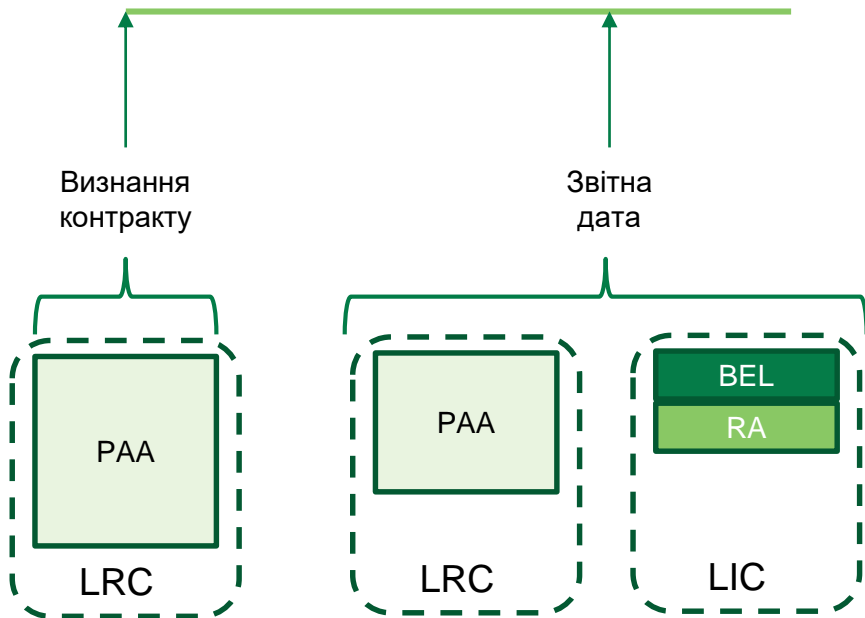 Визнання
контракту
Звітна
дата
PAA
PAA
BEL
RA
LRC
LRC
LIC